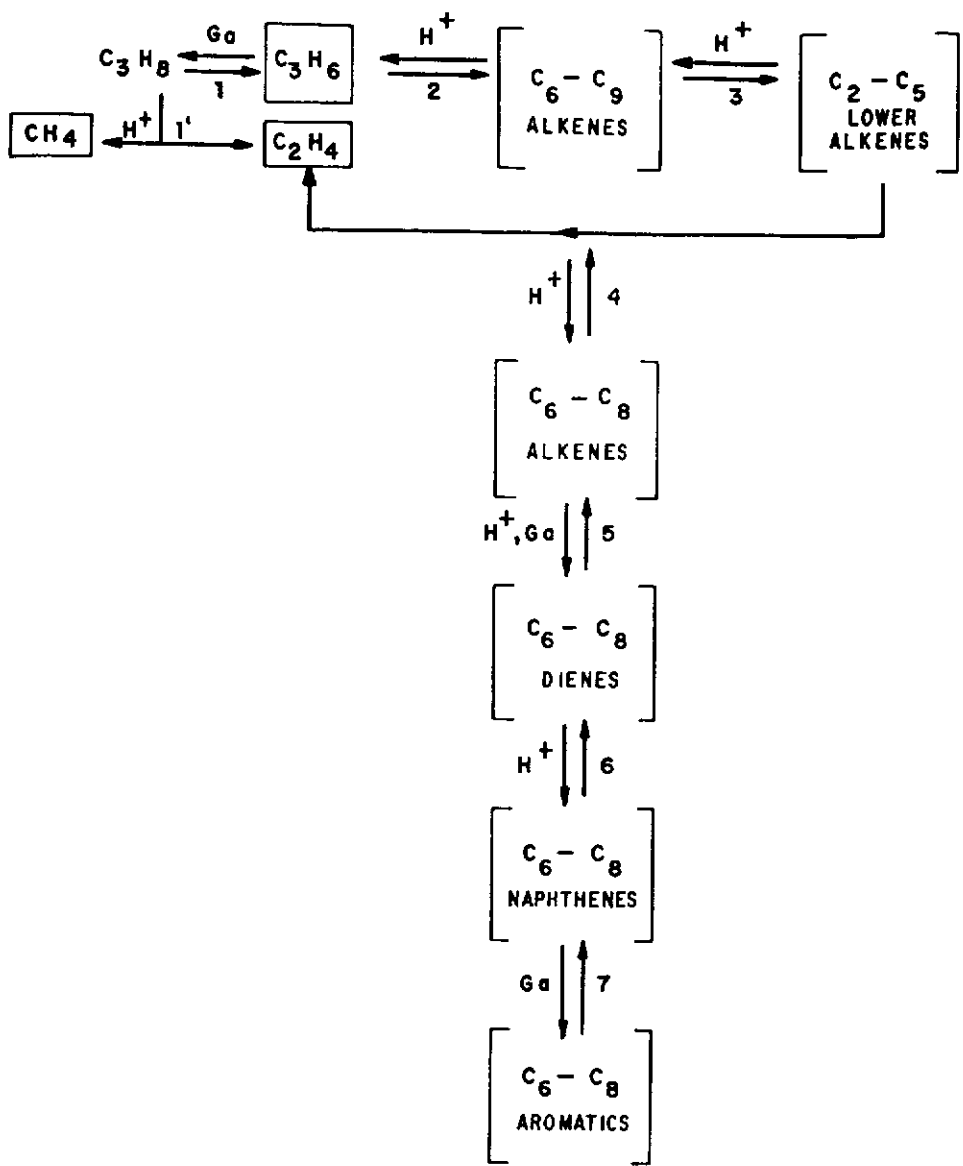 Ga
C3H8
C3H6
1
H+
2
C6 – C9
ALKENES
H+
3
C2 – C5
LOWER
ALKENES
CH4
H+
1'
C2H4
H+
4
C6 – C8
ALKENES
H+, Ga
5
C6 – C8
DIENES
H+
6
C6 – C8
NAPHTHENES
Ga
7
C6 – C8
AROMATICS